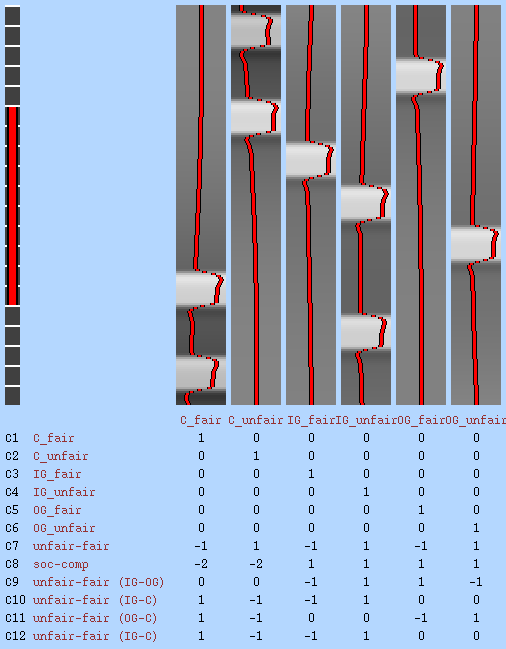 C_fair C_unfair IG_fair IG_unfair OG_fair OG_unfair
C1 C_fair 1 0 0 0 0 0
C2 C_unfair 0 1 0 0 0 0
C3 IG_fair 0 0 1 0 0 0
C4 IG_unfair 0 0 0 1 0 0
C5 OG_fair 0 0 0 0 1 0
C6 OG_unfair 0 0 0 0 0 1
C7 unfair-fair -1 1 -1 1 -1 1
C8 soc-comp -2 -2 1 1 1 1
C9 unfair-fair (IG-OG) 0 0 -1 1 1 -1
C10 unfair-fair (IG-C) 1 -1 -1 1 0 0
C11 unfair-fair (OG-C) 1 -1 0 0 -1 1
C12 unfair-fair (IG-C) 1 -1 -1 1 0 0